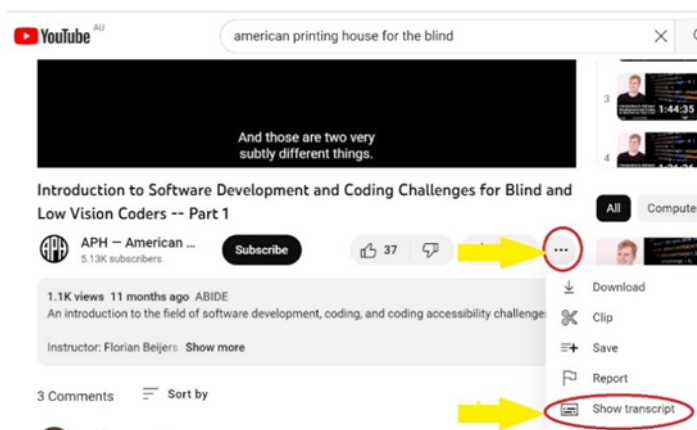 YouTube AU
american printing house for the blind
And those are two very
subtly different things.
3
1:44:35
4
Introduction to Software Development and Coding Challenges for Blind and
Low Vision Coders -- Part 1
All
Compute
APH
APH — American ...
5.13K subscribers
Subscribe
37
...
1.1K views 11 months ago ABIDE
An introduction to the field of software development, coding, and coding accessibility challenge
Instructor: Florian Beijers Show more
Download
Clip
Save
Report
Show transcript
3 Comments
Sort by